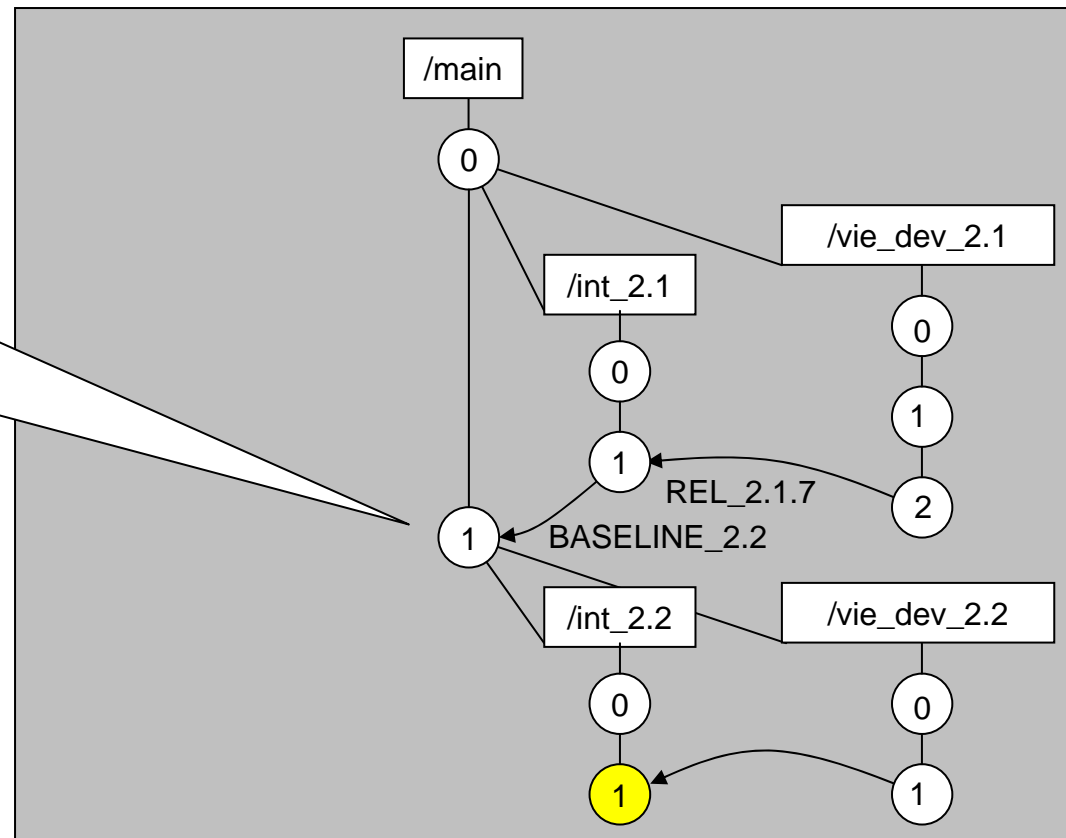 /main
0
/vie_dev_2.1
/int_2.1
0
0
1
1
REL_2.1.7
2
1
BASELINE_2.2
/int_2.2
/vie_dev_2.2
0
0
1
1